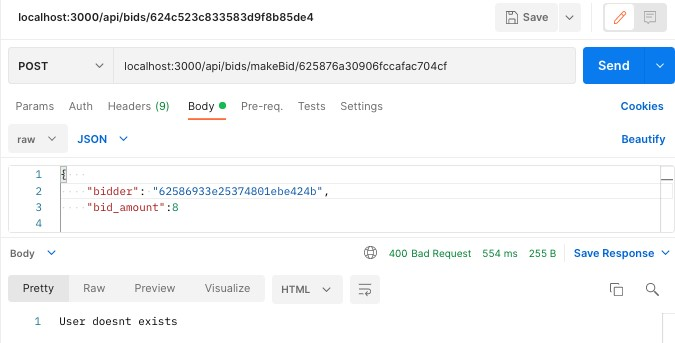 localhost:3000/api/bids/624c523c833583d9f8b85de4 Save
POST localhost:3000/api/bids/makeBid/625876a30906fccafac704cf Send
Params Auth Headers (9) Body Pre-req. Tests Settings Cookies
raw JSON Beautify
1 {
2 "bidder": "62586933e25374801ebe424b",
3 "bid_amount":8
4
Body 400 Bad Request 554 ms 255 B Save Response
Pretty Raw Preview Visualize HTML
1 User doesnt exists